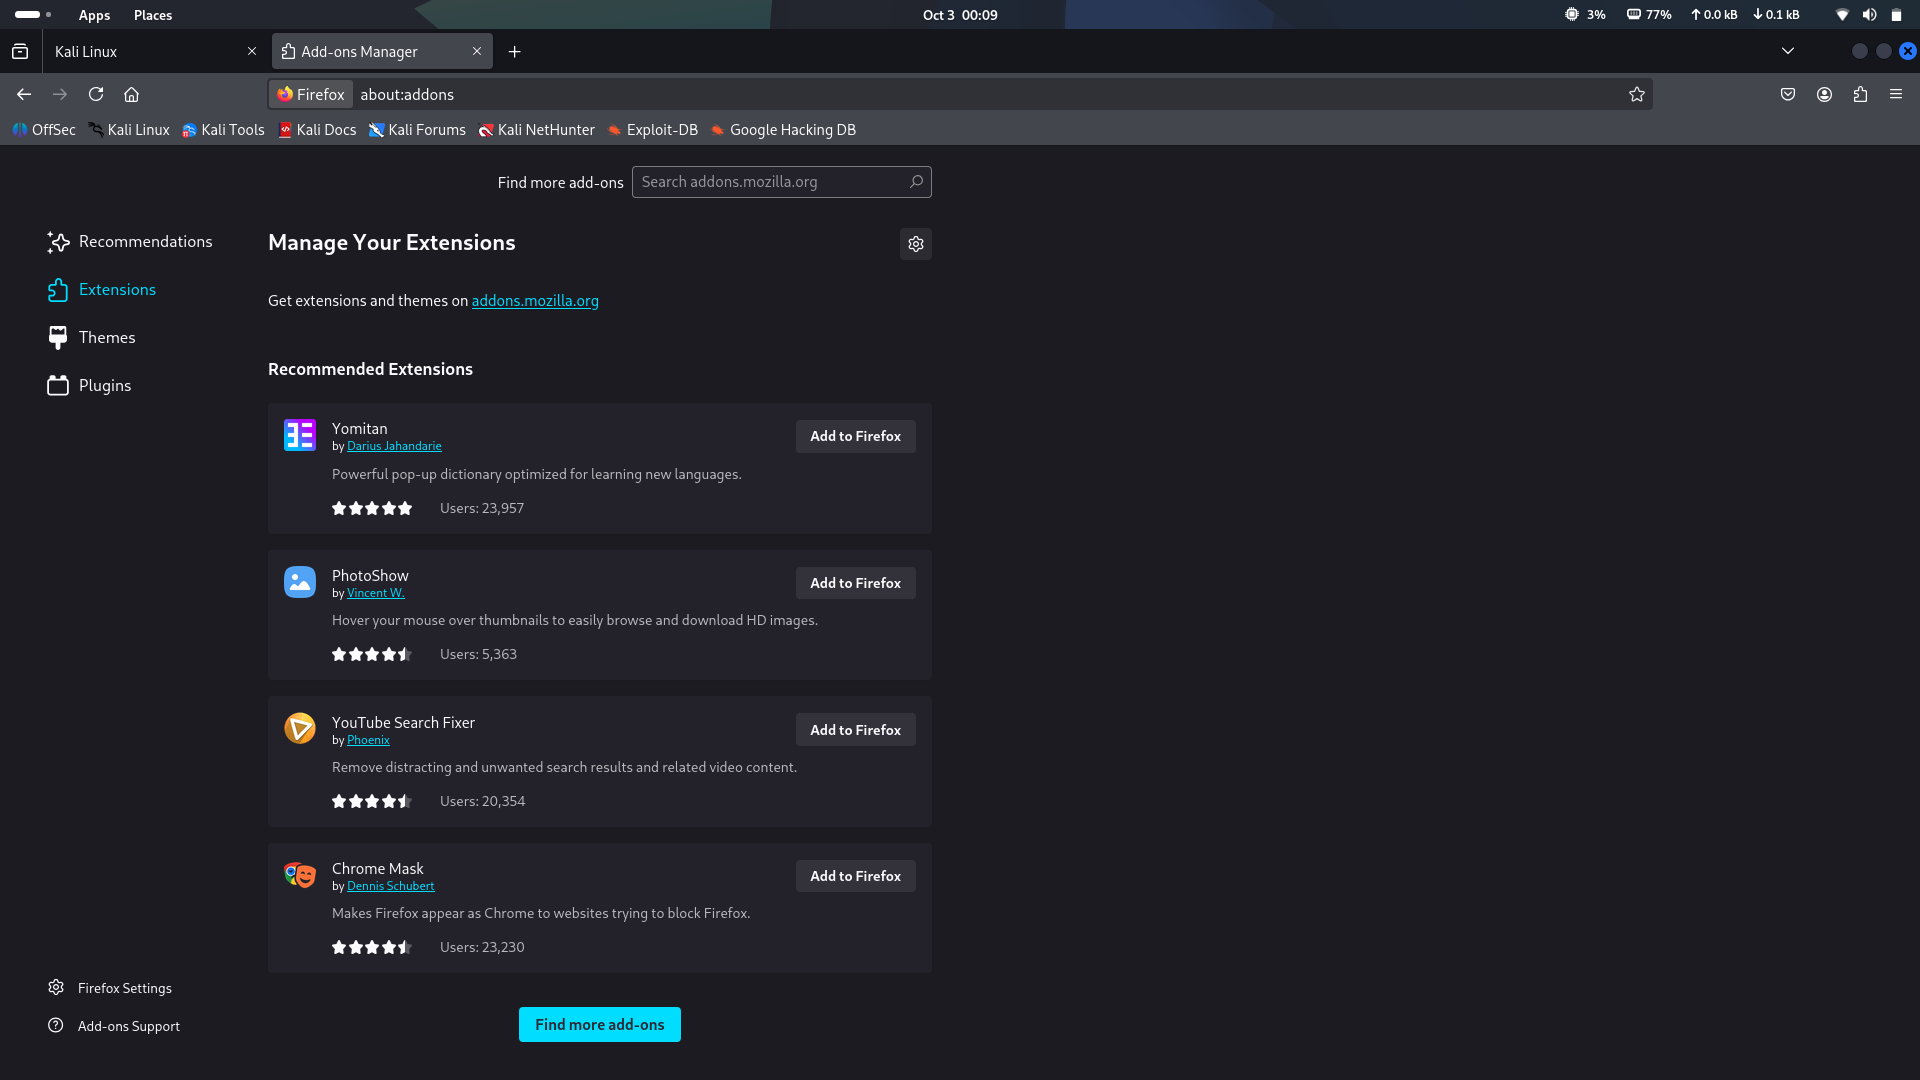 Apps Places Oct 3 00:09 3% 77% 0.0 kB 0.1 kB
Kali Linux Add-ons Manager
Firefox about:addons
OffSec Kali Linux Kali Tools Kali Docs Kali Forums Kali NetHunter Exploit-DB Google Hacking DB
Find more add-ons Search addons.mozilla.org
Recommendations
Extensions
Themes
Plugins
Manage Your Extensions
Get extensions and themes on addons.mozilla.org
Recommended Extensions
Yomitan
by Darius Jahandarie
Add to Firefox
Powerful pop-up dictionary optimized for learning new languages.
Users: 23,957
PhotoShow
by Vincent W.
Add to Firefox
Hover your mouse over thumbnails to easily browse and download HD images.
Users: 5,363
YouTube Search Fixer
by Phoenix
Add to Firefox
Remove distracting and unwanted search results and related video content.
Users: 20,354
Chrome Mask
by Dennis Schubert
Add to Firefox
Makes Firefox appear as Chrome to websites trying to block Firefox.
Users: 23,230
Firefox Settings
Add-ons Support
Find more add-ons